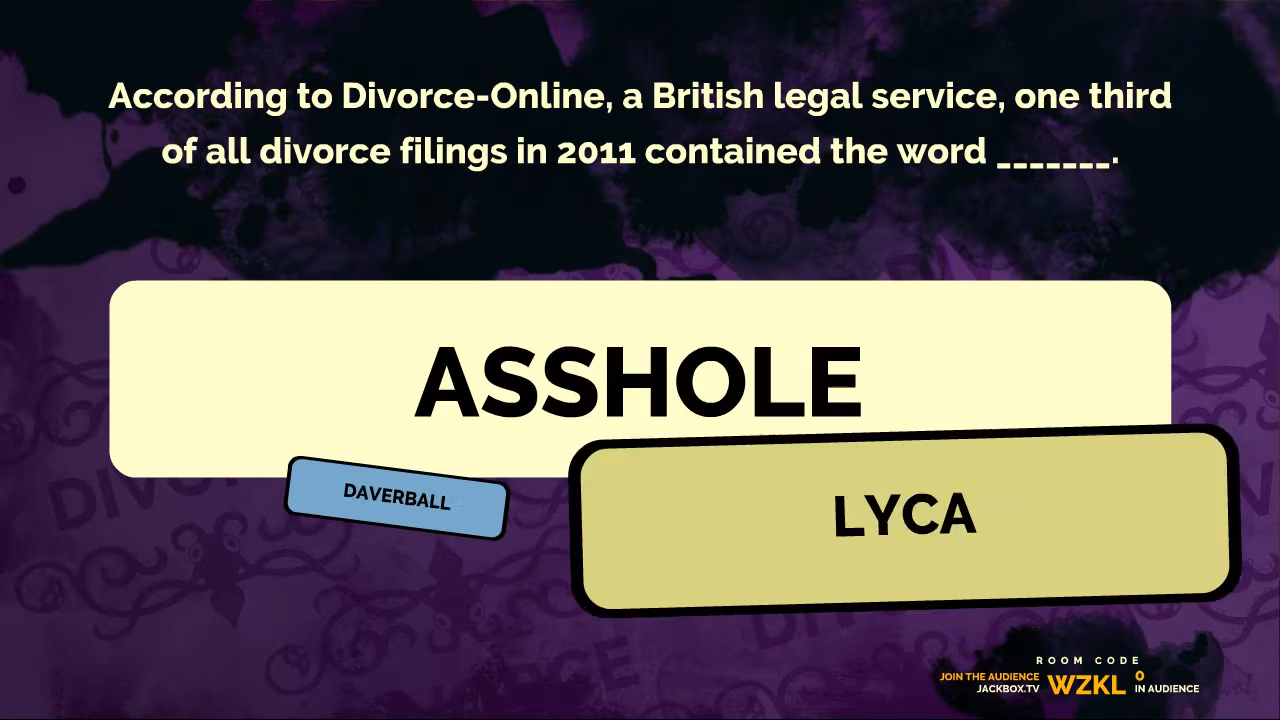 According to Divorce-Online, a British legal service, one third
of all divorce filings in 2011 contained the word _______.
ASSHOLE
DAVERBALL
LYCA
ROOM CODE
JOIN THE AUDIENCE
JACKBOX.TV
WZKL
0
IN AUDIENCE